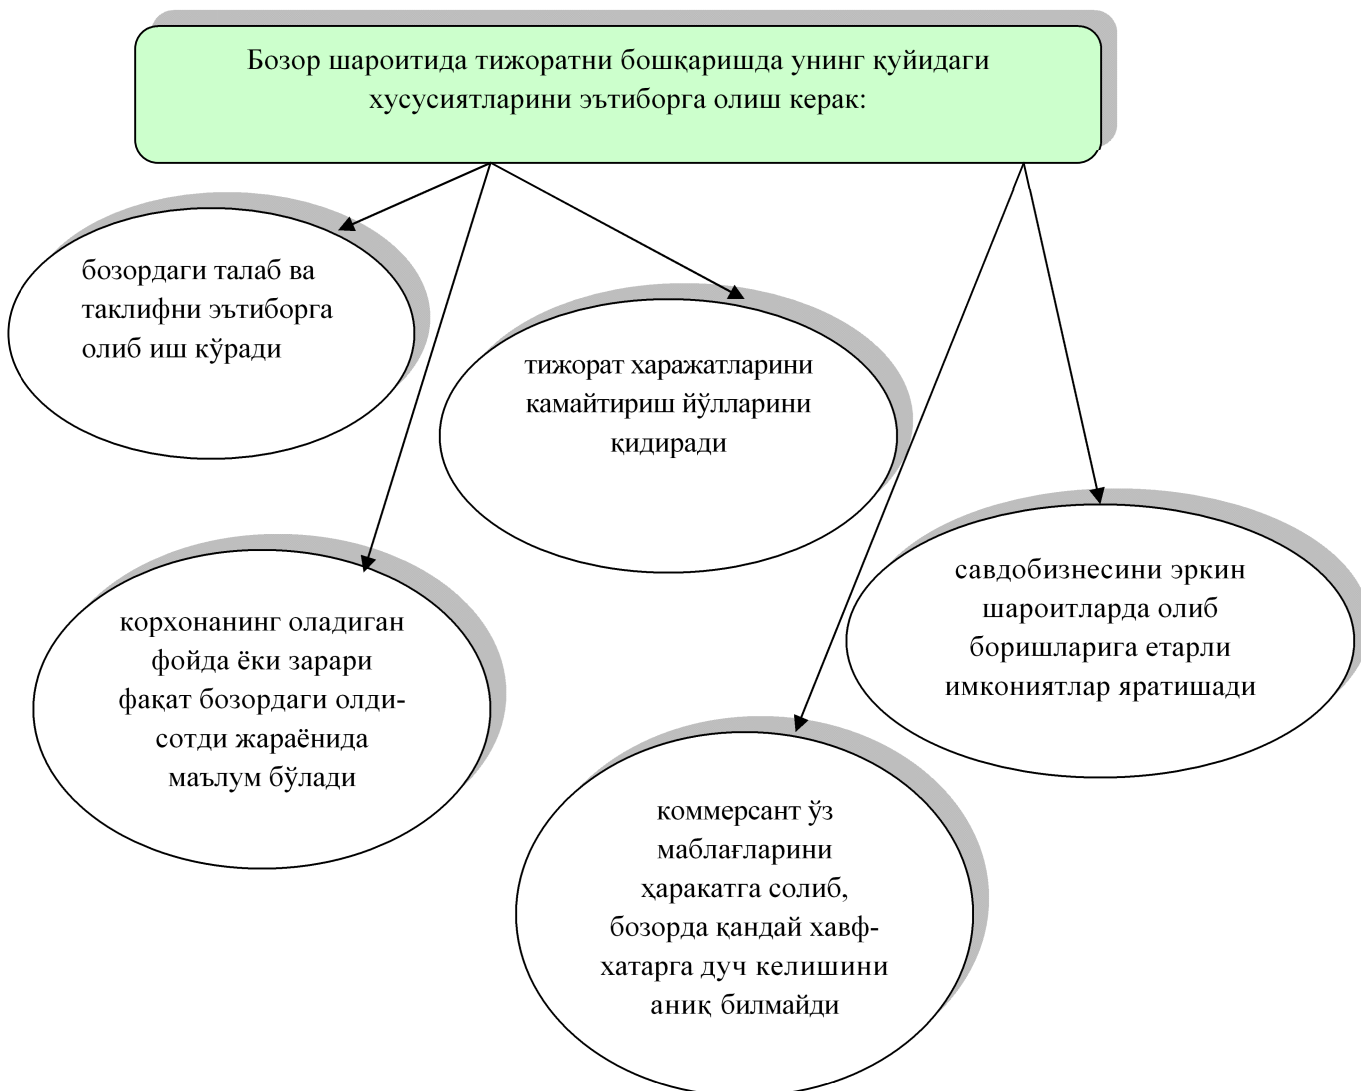 Бозор шароитида тижоратни бошқаришда унинг қуйидаги
хусусиятларини эътиборга олиш керак:
бозордаги талаб ва
таклифни эътиборга
олиб иш кўради
тижорат харажатларини
камайтириш йўлларини
қидиради
корхонанинг оладиган
фойда ёки зарари
фақат бозордаги олди-
сотди жараёнида
маълум бўлади
савдобизнесини эркин
шароитларда олиб
боришларига етарли
имкониятлар яратишади
коммерсант ўз
маблағларини
ҳаракатга солиб,
бозорда қандай хавф-
хатарга дуч келишини
аниқ билмайди